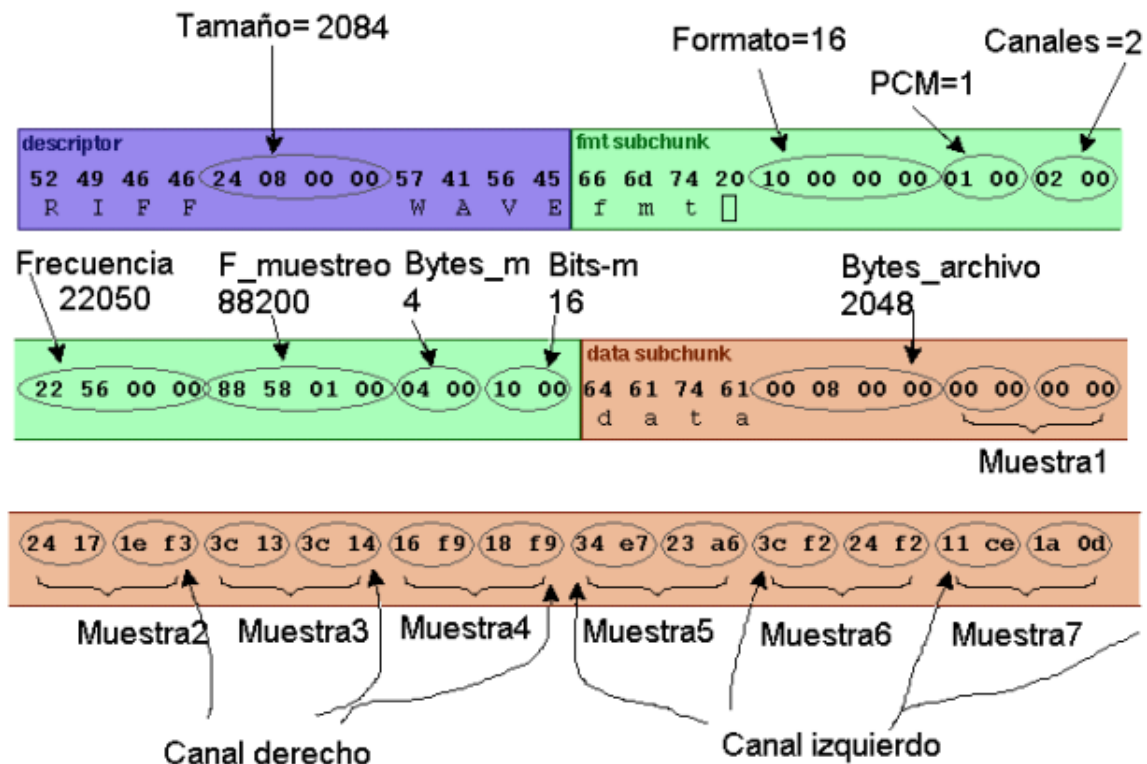 Tamaño= 2084
Formato=16
Canales =2
PCM=1
descriptor
fmt subchunk
52 49 46 46 24 08 00 00 57 41 56 45 66 6d 74 20 10 00 00 00 01 00 02 00
R I F F W A V E f m t
Frecuencia
22050
F_muestreo
88200
Bytes_m
4
Bits-m
16
Bytes_archivo
2048
data subchunk
22 56 00 00 88 58 01 00 04 00 10 00 64 61 74 61 00 08 00 00 00 00 00 00
d a t a
Muestra1
24 17 1e f3 3c 13 3c 14 16 f9 18 f9 34 e7 23 a6 3c f2 24 f2 11 ce 1a 0d
Muestra2 Muestra3 Muestra4 Muestra5 Muestra6 Muestra7
Canal derecho
Canal izquierdo